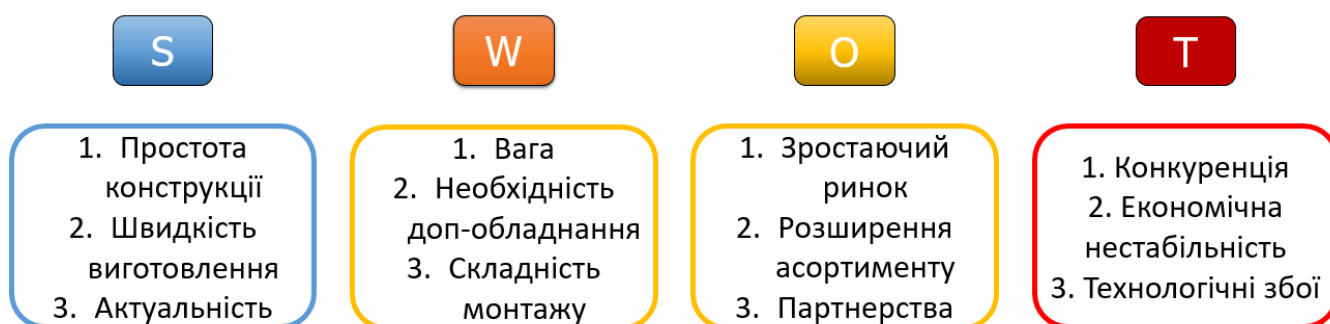 S
W
O
T
1. Простота
конструкції
2. Швидкість
виготовлення
3. Актуальність
1. Вага
2. Необхідність
доп-обладнання
3. Складність
монтажу
1. Зростаючий
ринок
2. Розширення
асортименту
3. Партнерства
1. Конкуренція
2. Економічна
нестабільність
3. Технологічні збої